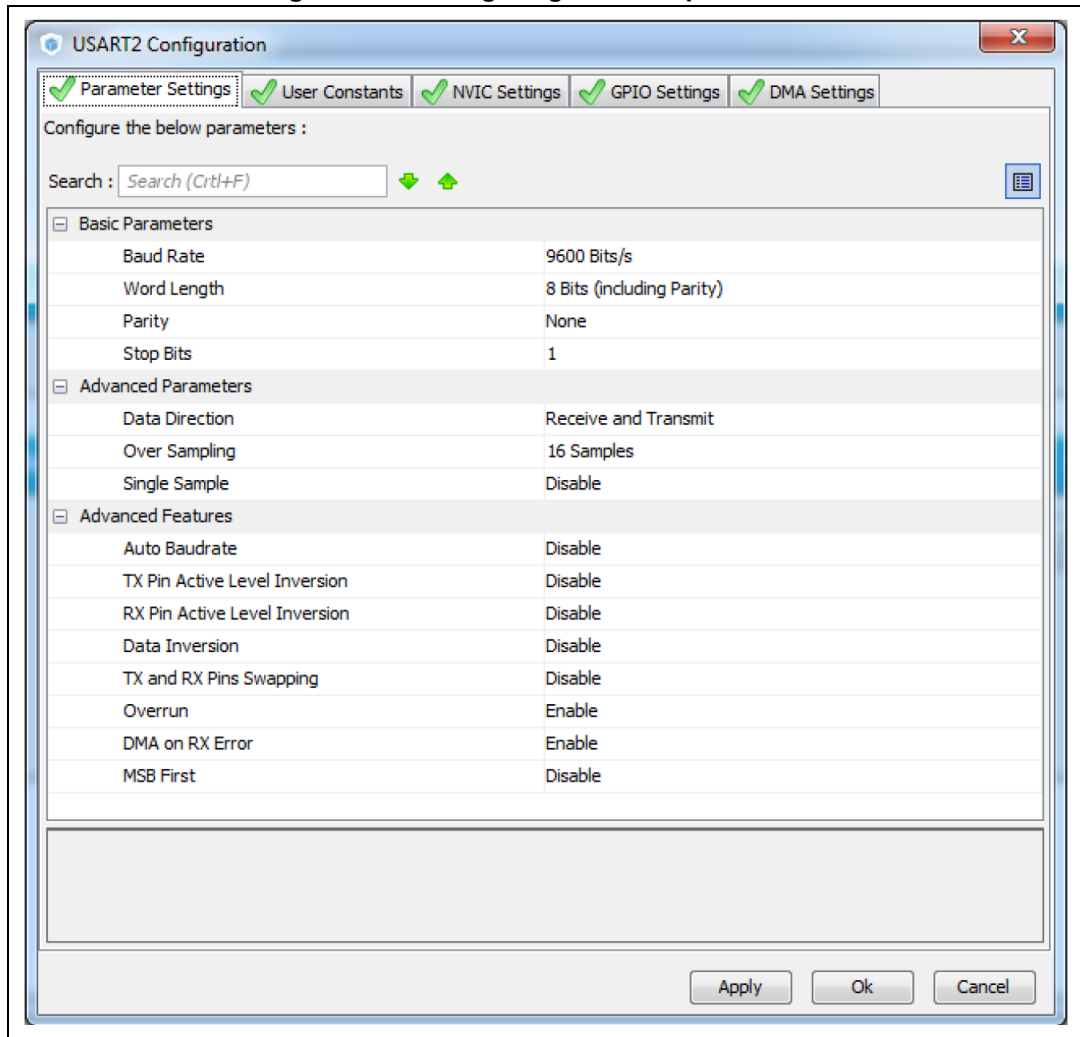 USART2 Configuration
Parameter Settings User Constants NVIC Settings GPIO Settings DMA Settings
Configure the below parameters :
Search : Search (Crtl+F)
Basic Parameters
Baud Rate 9600 Bits/s
Word Length 8 Bits (including Parity)
Parity None
Stop Bits 1
Advanced Parameters
Data Direction Receive and Transmit
Over Sampling 16 Samples
Single Sample Disable
Advanced Features
Auto Baudrate Disable
TX Pin Active Level Inversion Disable
RX Pin Active Level Inversion Disable
Data Inversion Disable
TX and RX Pins Swapping Disable
Overrun Enable
DMA on RX Error Enable
MSB First Disable
Apply Ok Cancel